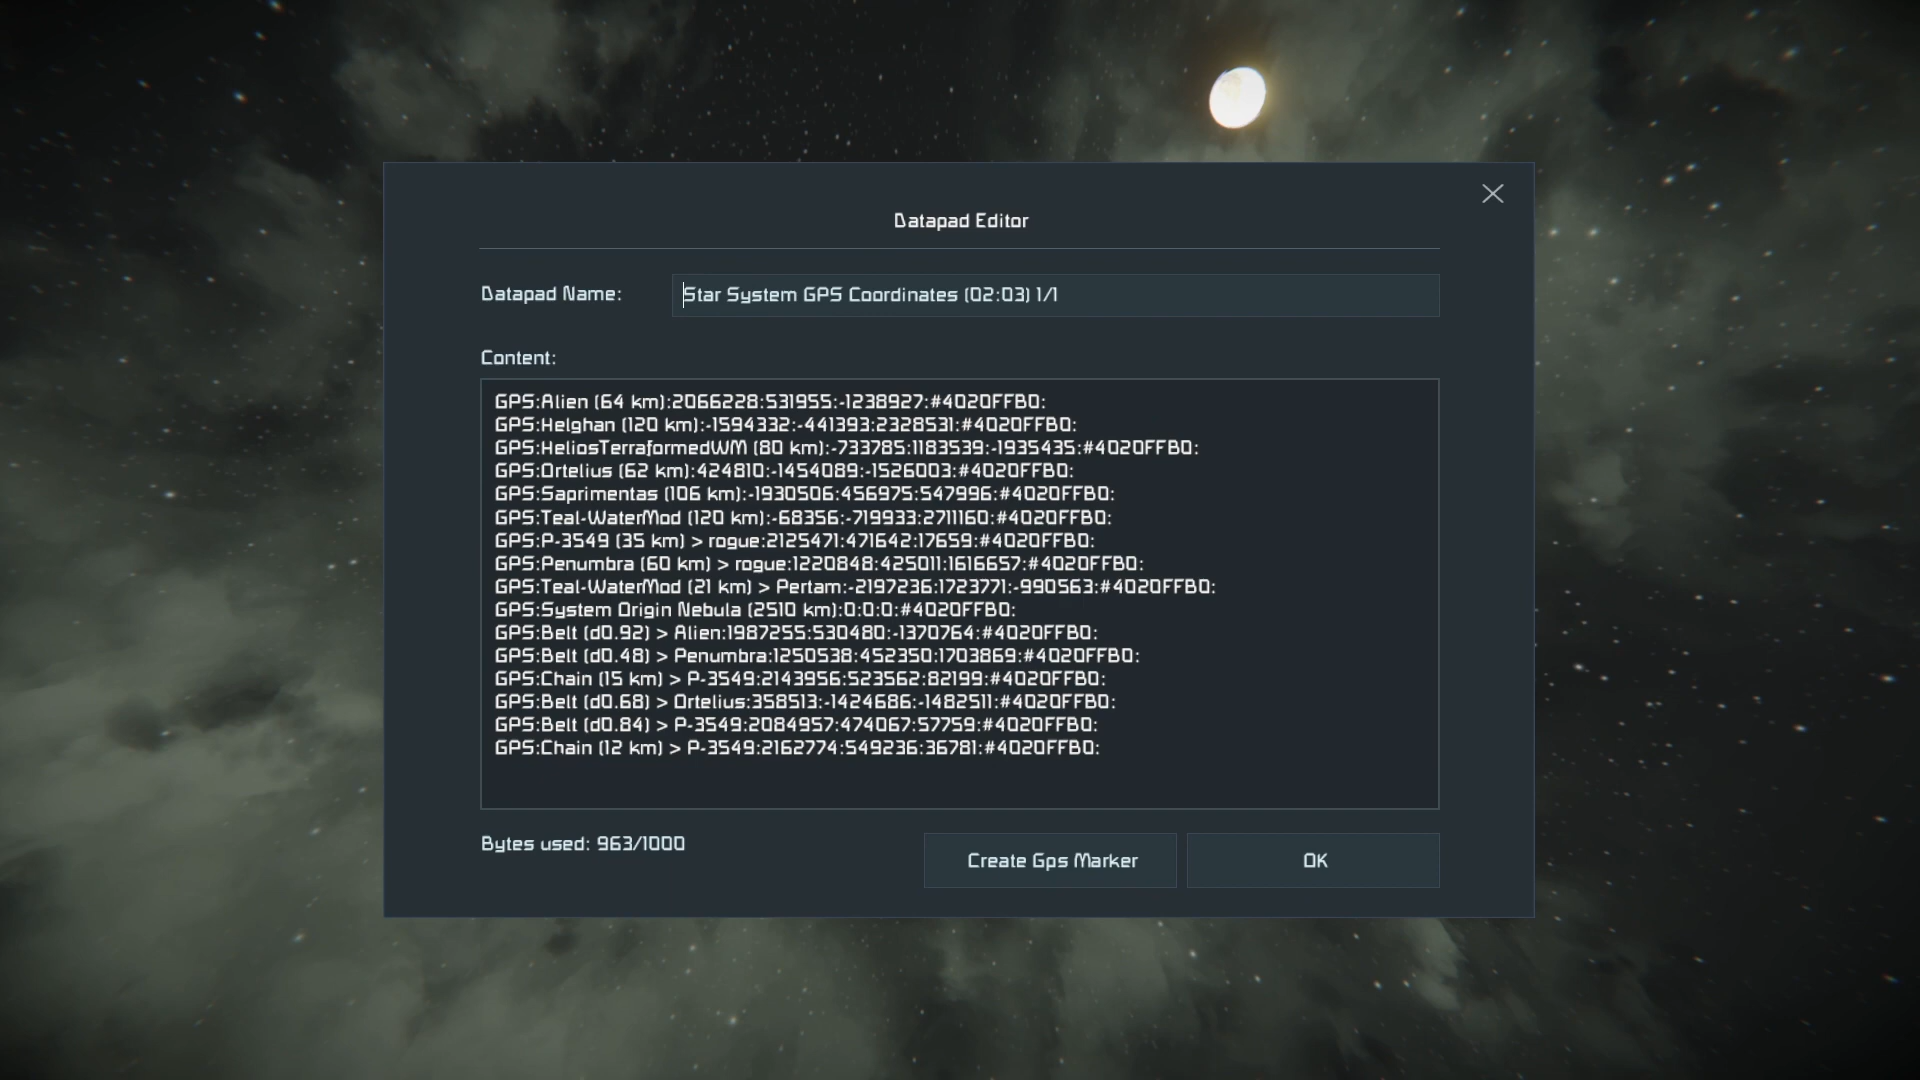 Datapad Editor
Datapad Name: Star System GPS Coordinates (02:03) 1/1
Content:
GPS:Alien (64 km):2066228:531955:-1238927:#4020FFB0:
GPS:Helghan (120 km):-1594332:-441393:2328531:#4020FFB0:
GPS:HeliosTerraformedWM (80 km):-733785:1183539:-1935435:#4020FFB0:
GPS:Ortelius (62 km):424810:-1454089:-1526003:#4020FFB0:
GPS:Saprimentas (106 km):-1930506:456975:547996:#4020FFB0:
GPS:Teal-WaterMod (120 km):-68356:-719933:2711160:#4020FFB0:
GPS:P-3549 (35 km) > rogue:2125471:471642:17659:#4020FFB0:
GPS:Penumbra (60 km) > rogue:1220848:425011:1616657:#4020FFB0:
GPS:Teal-WaterMod (21 km) > Pertam:-2197236:1723771:-990563:#4020FFB0:
GPS:System Origin Nebula (2510 km):0:0:0:#4020FFB0:
GPS:Belt (d0.92) > Alien:1987255:530480:-1370764:#4020FFB0:
GPS:Belt (d0.48) > Penumbra:1250538:452350:1703869:#4020FFB0:
GPS:Chain (15 km) > P-3549:2143956:523562:82199:#4020FFB0:
GPS:Belt (d0.68) > Ortelius:358513:-1424686:-1482511:#4020FFB0:
GPS:Belt (d0.84) > P-3549:2084957:474067:57759:#4020FFB0:
GPS:Chain (12 km) > P-3549:2162774:549236:36781:#4020FFB0:
Bytes used: 963/1000
Create Gps Marker
OK